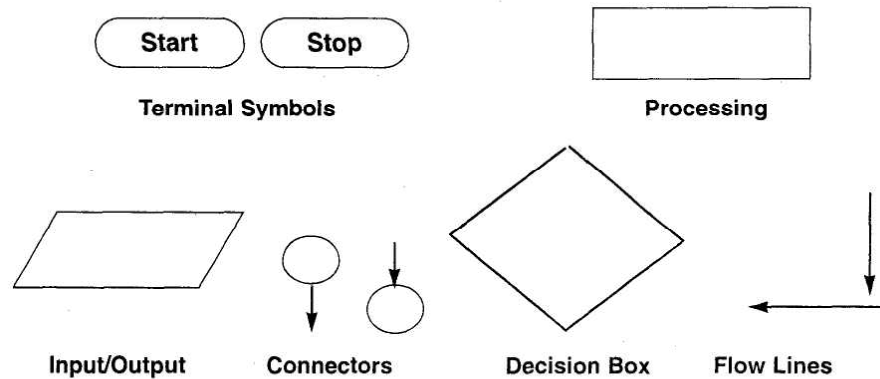 Start Stop
Terminal Symbols Processing
Input/Output Connectors Decision Box Flow Lines